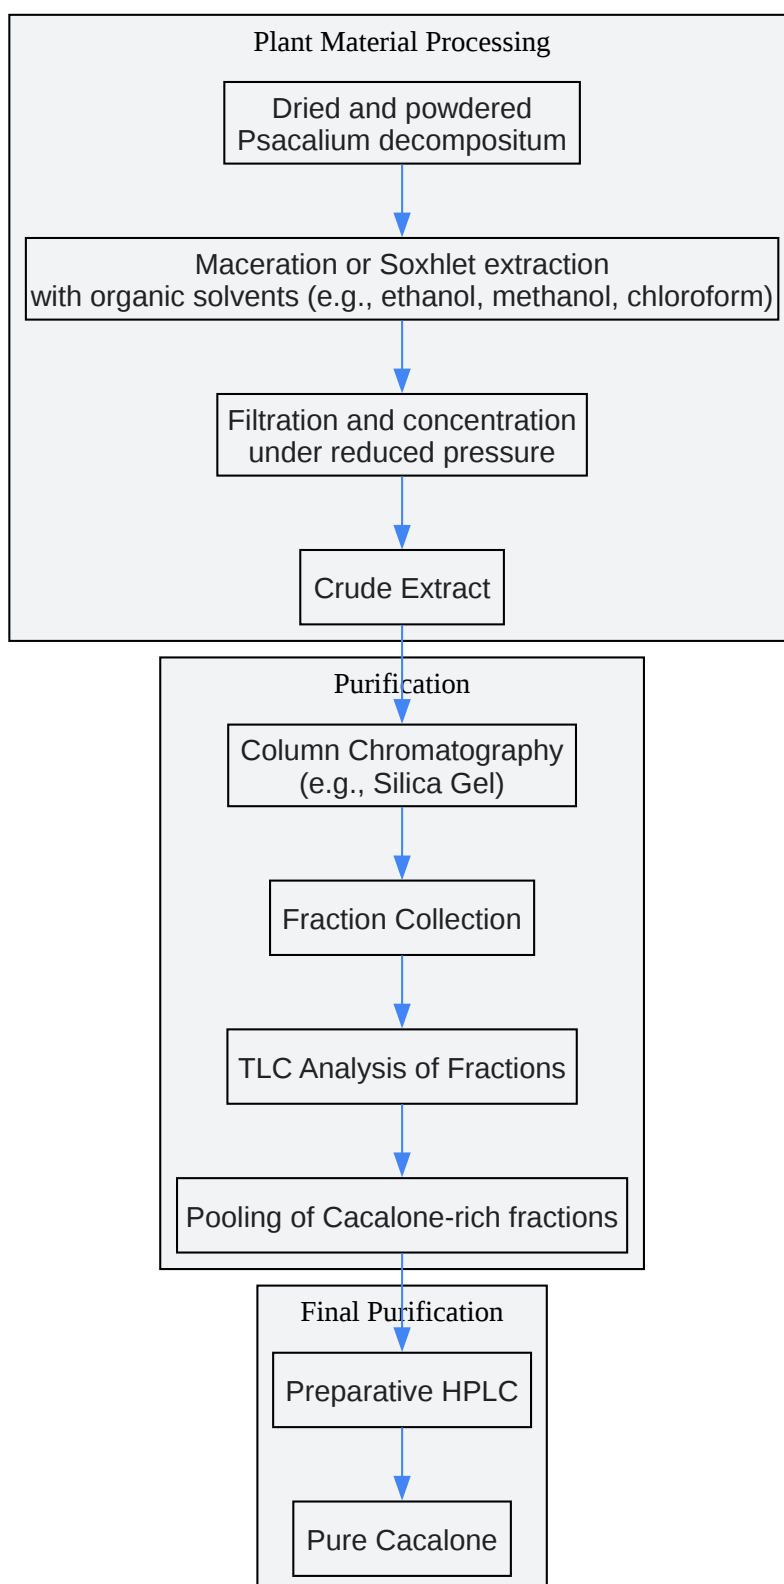 Plant Material Processing
Dried and powdered
Psacalium decompositum
Maceration or Soxhlet extraction
with organic solvents (e.g., ethanol, methanol, chloroform)
Filtration and concentration
under reduced pressure
Crude Extract
Purification
Column Chromatography
(e.g., Silica Gel)
Fraction Collection
TLC Analysis of Fractions
Pooling of Cacalone-rich fractions
Final Purification
Preparative HPLC
Pure Cacalone